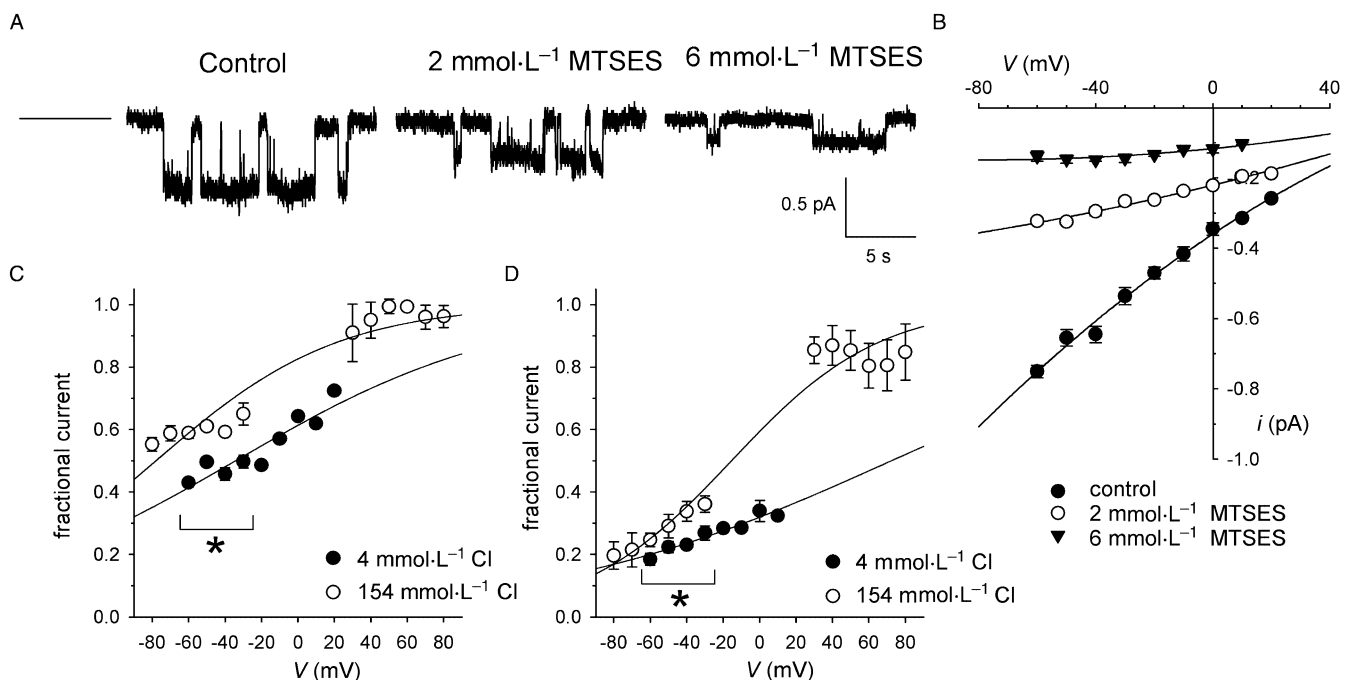 A
Control
2 mmol·L⁻¹ MTSES
6 mmol·L⁻¹ MTSES
0.5 pA
5 s
B
V (mV)
-80
-40
0
40
-0.2
-0.4
-0.6
-0.8
-1.0
i (pA)
control
2 mmol·L⁻¹ MTSES
6 mmol·L⁻¹ MTSES
C
fractional current
1.0
0.8
0.6
0.4
0.2
0.0
*
4 mmol·L⁻¹ Cl
154 mmol·L⁻¹ Cl
-80 -60 -40 -20 0 20 40 60 80
V (mV)
D
fractional current
1.0
0.8
0.6
0.4
0.2
0.0
*
4 mmol·L⁻¹ Cl
154 mmol·L⁻¹ Cl
-80 -60 -40 -20 0 20 40 60 80
V (mV)